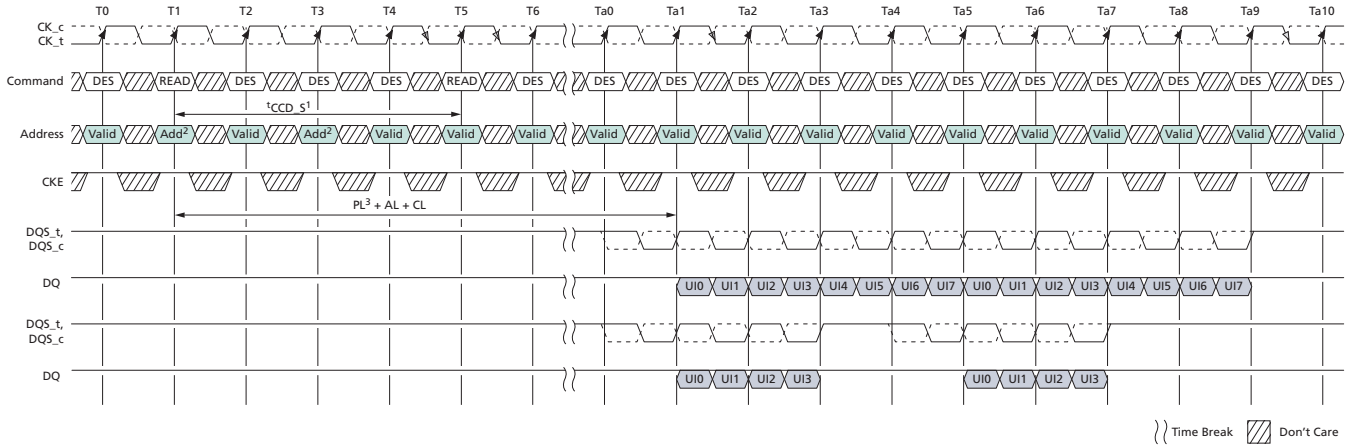 T0 T1 T2 T3 T4 T5 T6 Ta0 Ta1 Ta2 Ta3 Ta4 Ta5 Ta6 Ta7 Ta8 Ta9 Ta10
CK_c
CK_t
Command DES READ DES DES DES READ DES DES DES DES DES DES DES DES DES DES DES DES
tCCD_S1
Address Valid Add2 Valid Add2 Valid Valid Valid Valid Valid Valid Valid Valid Valid Valid Valid Valid Valid Valid
CKE
PL3 + AL + CL
DQS_t,
DQS_c
DQ UI0 UI1 UI2 UI3 UI4 UI5 UI6 UI7 UI0 UI1 UI2 UI3 UI4 UI5 UI6 UI7
DQS_t,
DQS_c
DQ UI0 UI1 UI2 UI3 UI0 UI1 UI2 UI3
Time Break Don't Care